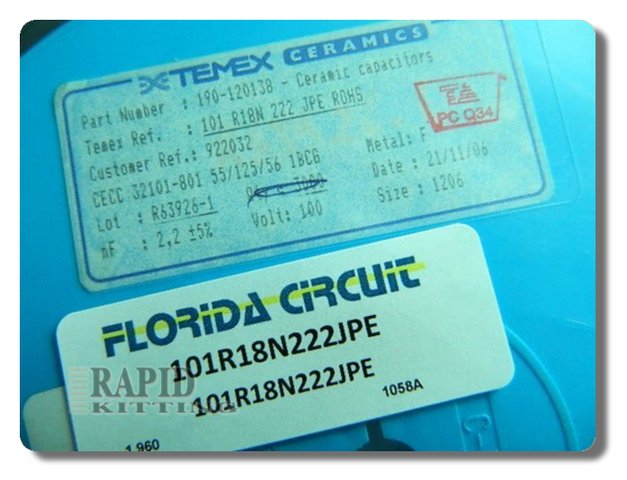 TEMEX CERAMICS
Part Number : 190-120138 - Ceramic capacitors
Temex Ref. : 101 R18N 222 JPE ROHS
Customer Ref.: 922032
CECC 32101-801 55/125/56 1BCG
Metal: F
Lot : R63926-1
Date : 21/11/06
nF : 2,2 ±5%
Volt: 100
Size : 1206
PC Q34
FLORIDA CIRCUIT
101R18N222JPE
101R18N222JPE
1058A
RAPID
KITTING
1,960